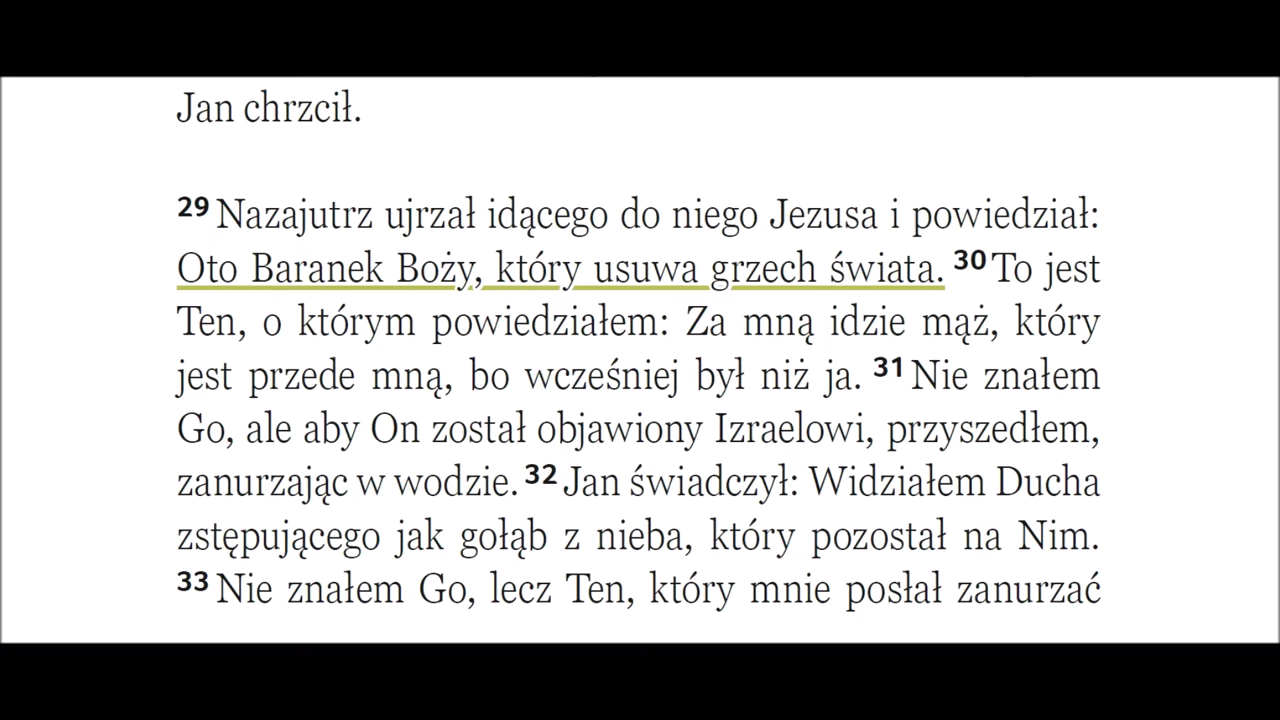 Jan chrzcił.
29 Nazajutrz ujrzał idącego do niego Jezusa i powiedział:
Oto Baranek Boży, który usuwa grzech świata. 30 To jest
Ten, o którym powiedziałem: Za mną idzie mąż, który
jest przede mną, bo wcześniej był niż ja. 31 Nie znałem
Go, ale aby On został objawiony Izraelowi, przyszedłem,
zanurzając w wodzie. 32 Jan świadczył: Widziałem Ducha
zstępującego jak gołąb z nieba, który pozostał na Nim.
33 Nie znałem Go, lecz Ten, który mnie posłał zanurzać